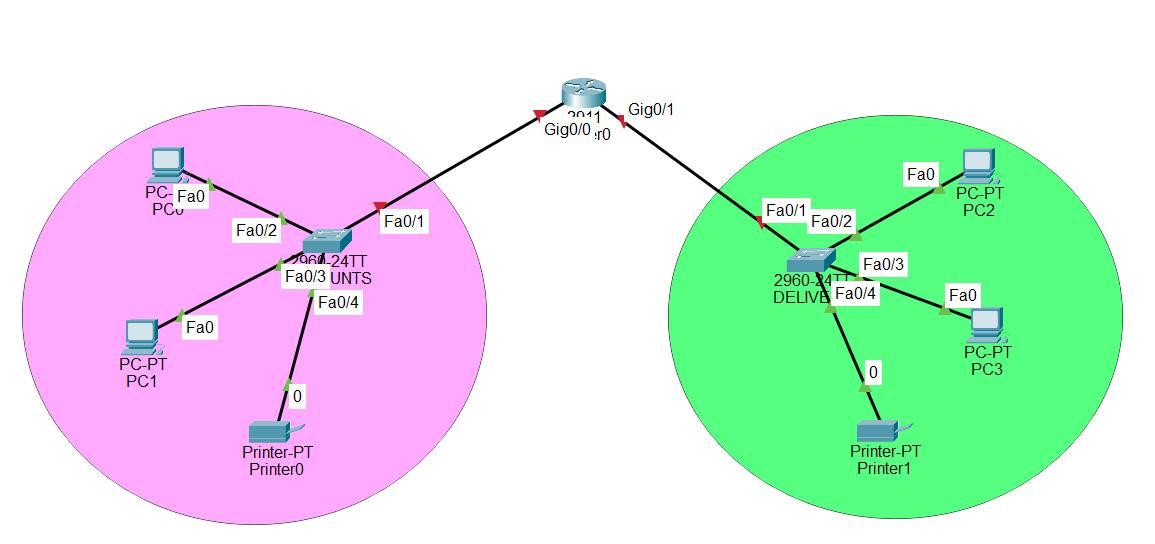 2911
Gig0/1
Gig0/0
r0
PC-
Fa0
PC0
Fa0/2
Fa0/1
2960-24TT
UNTS
Fa0/3
Fa0/4
Fa0
PC-PT
PC1
0
Printer-PT
Printer0
Fa0
PC-PT
PC2
Fa0/1
Fa0/2
Fa0/3
2960-24TT
DELIVE
Fa0/4
Fa0
PC-PT
PC3
0
Printer-PT
Printer1